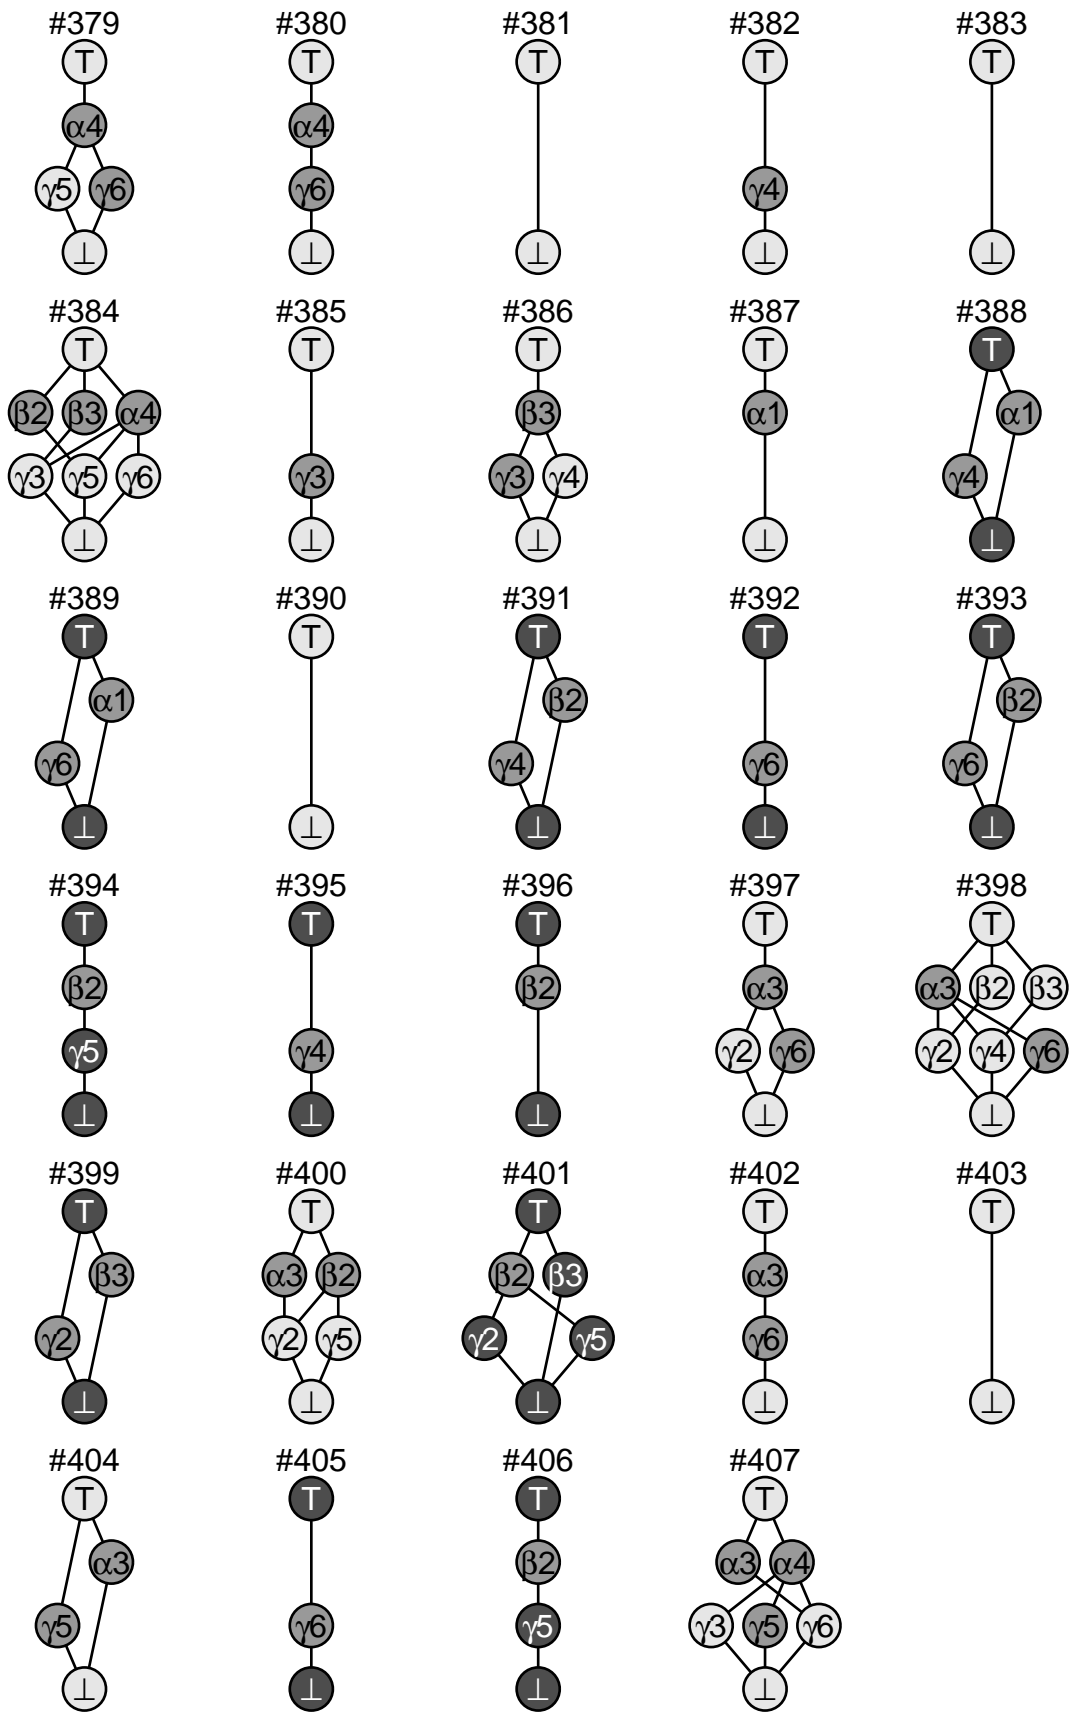 #379 #380 #381 #382 #383
T T T T T
α4 α4
γ5 γ6 γ6 γ4
⊥ ⊥ ⊥ ⊥ ⊥
#384 #385 #386 #387 #388
T T T T T
β2 β3 α4 β3 α1 α1
γ3 γ5 γ6 γ3 γ3 γ4 γ4
⊥ ⊥ ⊥ ⊥ ⊥
#389 #390 #391 #392 #393
T T T T T
α1 β2 β2
γ6 γ4 γ6 γ6
⊥ ⊥ ⊥ ⊥ ⊥
#394 #395 #396 #397 #398
T T T T T
β2 β2 α3 α3 β2 β3
γ5 γ4 γ2 γ6 γ2 γ4 γ6
⊥ ⊥ ⊥ ⊥ ⊥
#399 #400 #401 #402 #403
T T T T T
β3 α3 β2 β2 β3 α3
γ2 γ2 γ5 γ2 γ5 γ6
⊥ ⊥ ⊥ ⊥ ⊥
#404 #405 #406 #407
T T T T
α3 β2 α3 α4
γ5 γ6 γ5 γ3 γ5 γ6
⊥ ⊥ ⊥ ⊥